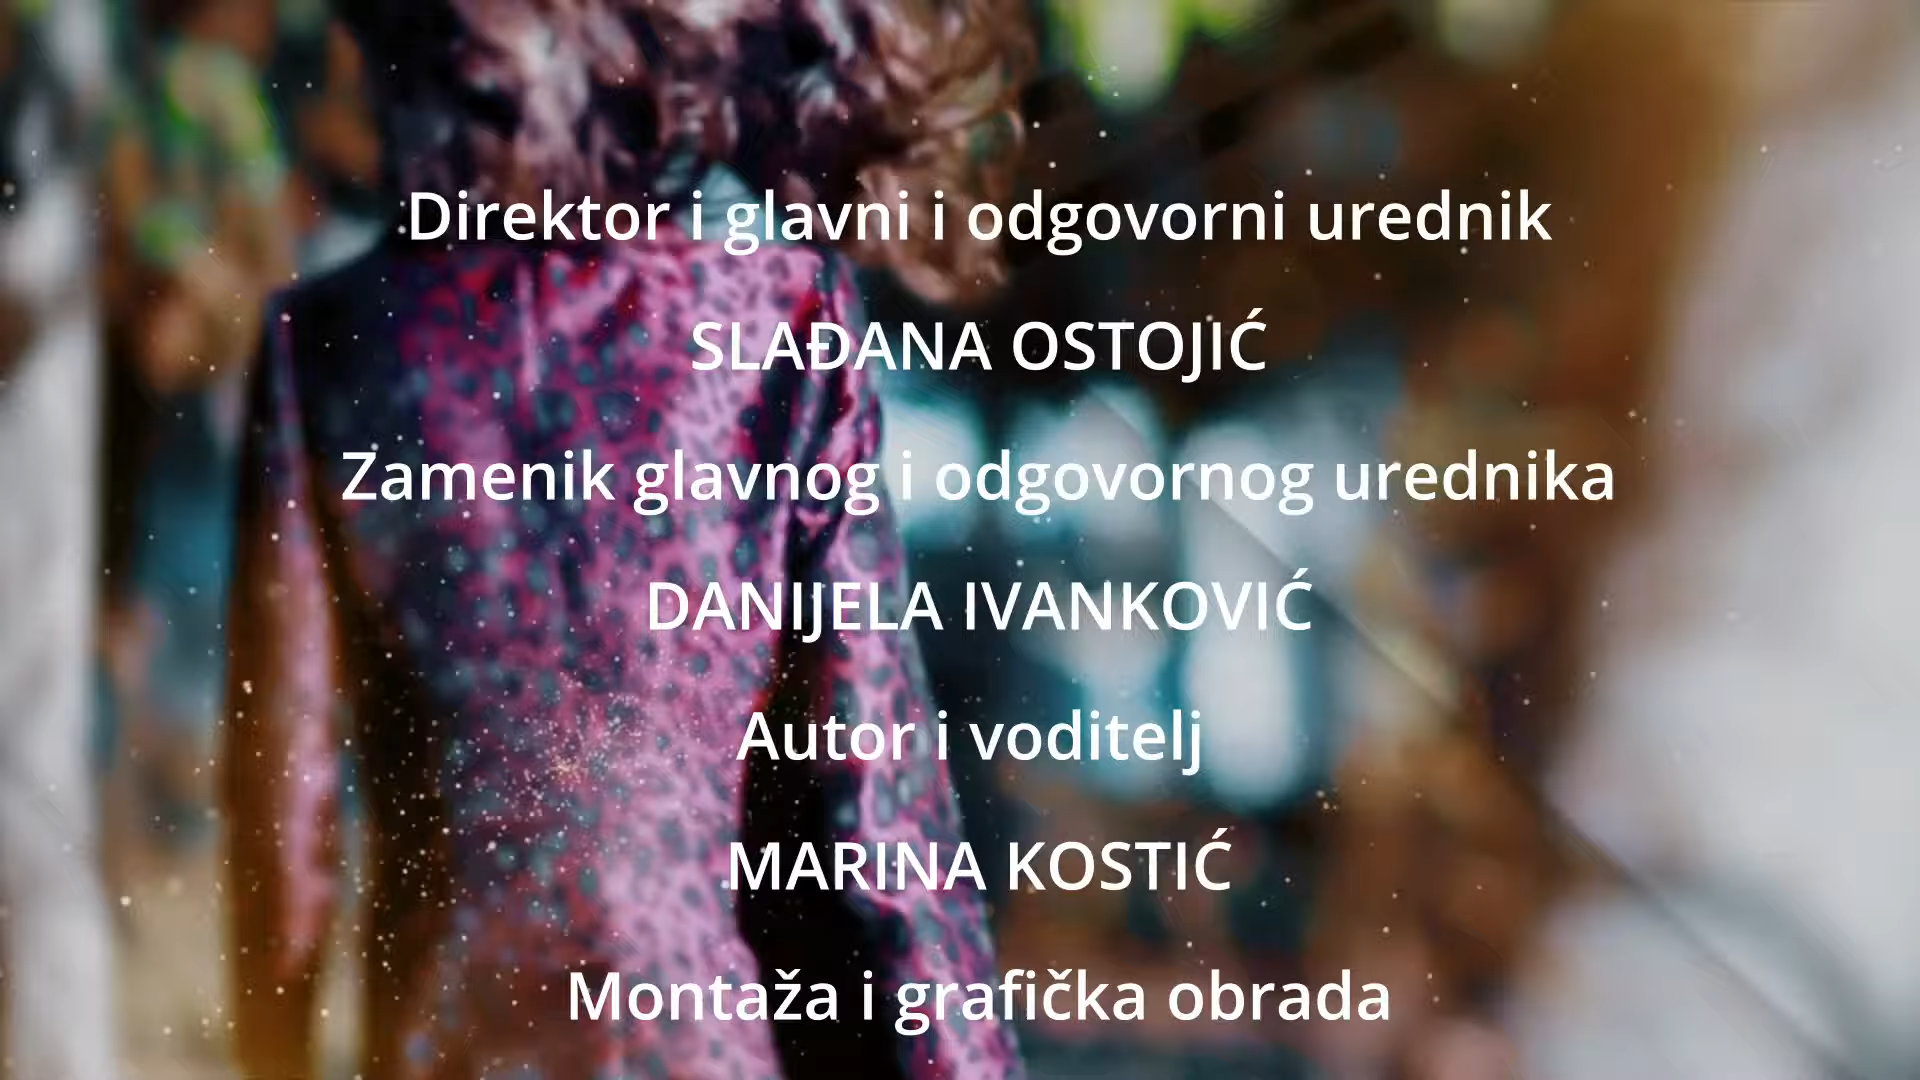 Direktor i glavni i odgovorni urednik
SLAĐANA OSTOJIĆ
Zamenik glavnog i odgovornog urednika
DANIJELA IVANKOVIĆ
Autor i voditelj
MARINA KOSTIĆ
Montaža i grafička obrada